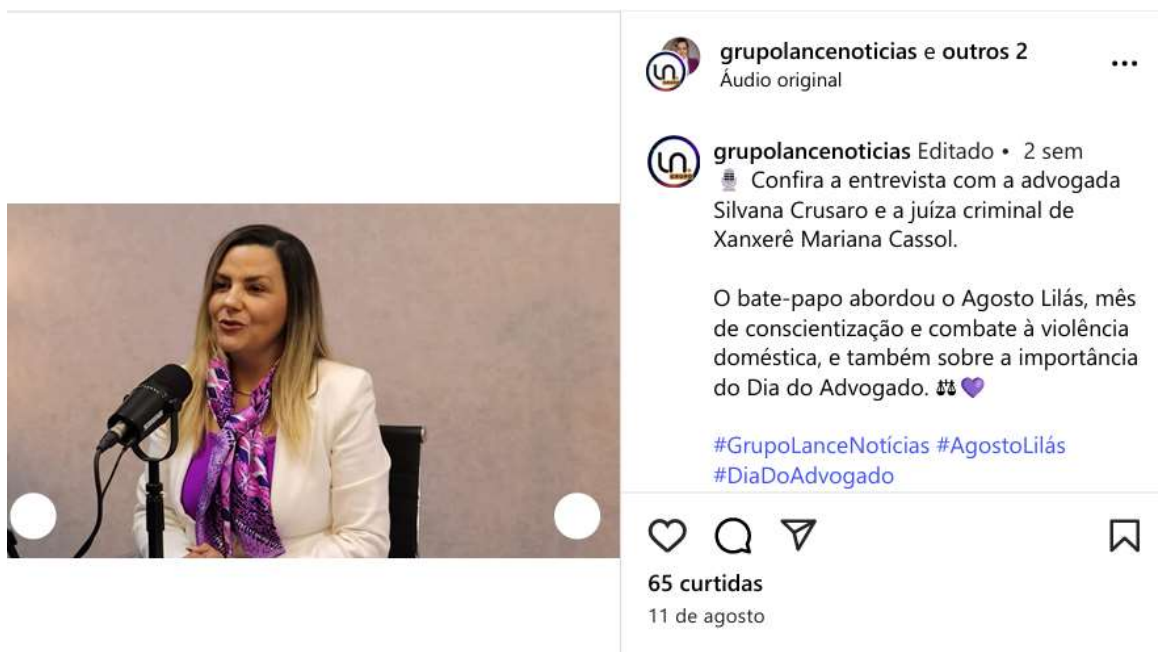 grupolancenoticias e outros 2
Áudio original
grupolancenoticias Editado • 2 sem
🎙️ Confira a entrevista com a advogada
Silvana Crusaro e a juíza criminal de
Xanxerê Mariana Cassol.
O bate-papo abordou o Agosto Lilás, mês
de conscientização e combate à violência
doméstica, e também sobre a importância
do Dia do Advogado. ⚖️💜
#GrupoLanceNotícias #AgostoLilás
#DiaDoAdvogado
65 curtidas
11 de agosto